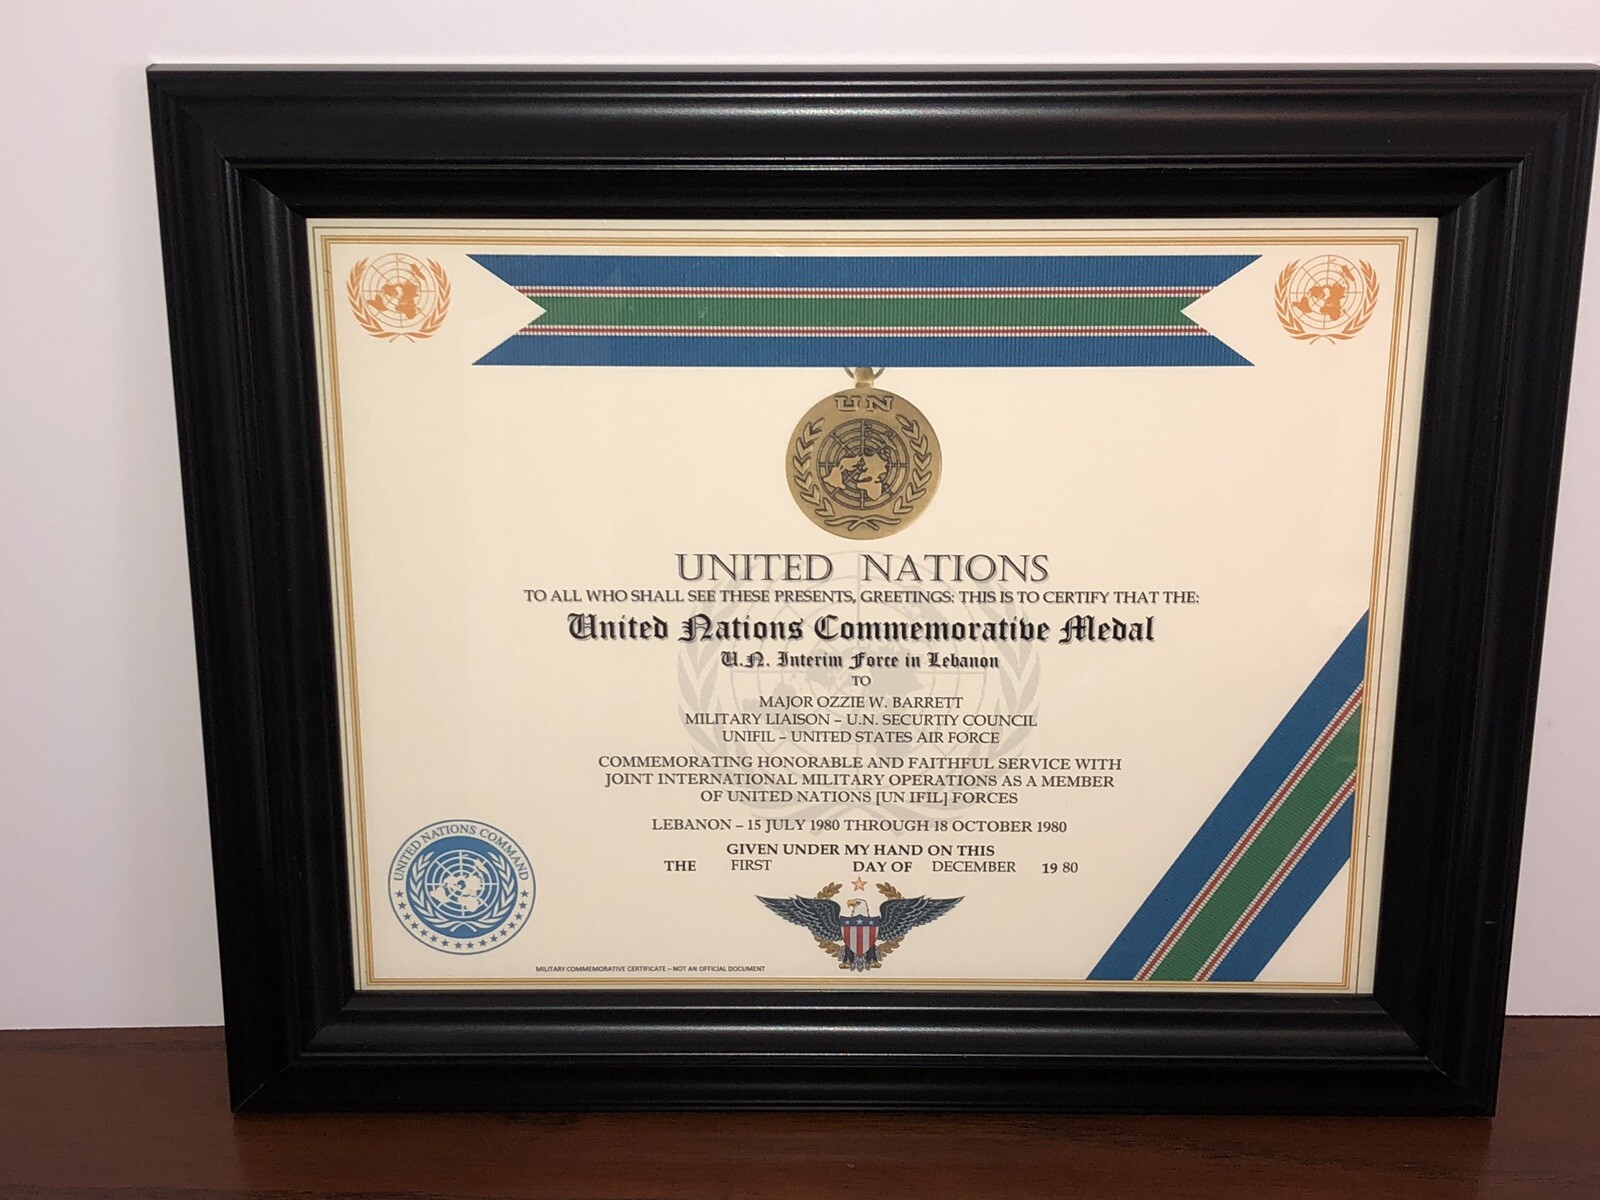 UN
UNITED NATIONS
TO ALL WHO SHALL SEE THESE PRESENTS, GREETINGS: THIS IS TO CERTIFY THAT THE:
United Nations Commemorative Medal
U.N. Interim Force in Lebanon
TO
MAJOR OZZIE W. BARRETT
MILITARY LIAISON – U.N. SECURTIY COUNCIL
UNIFIL – UNITED STATES AIR FORCE
COMMEMORATING HONORABLE AND FAITHFUL SERVICE WITH
JOINT INTERNATIONAL MILITARY OPERATIONS AS A MEMBER
OF UNITED NATIONS [UN IFIL] FORCES
LEBANON – 15 JULY 1980 THROUGH 18 OCTOBER 1980
GIVEN UNDER MY HAND ON THIS
THE FIRST DAY OF DECEMBER 19 80
UNITED NATIONS COMMAND
MILITARY COMMEMORATIVE CERTIFICATE – NOT AN OFFICIAL DOCUMENT